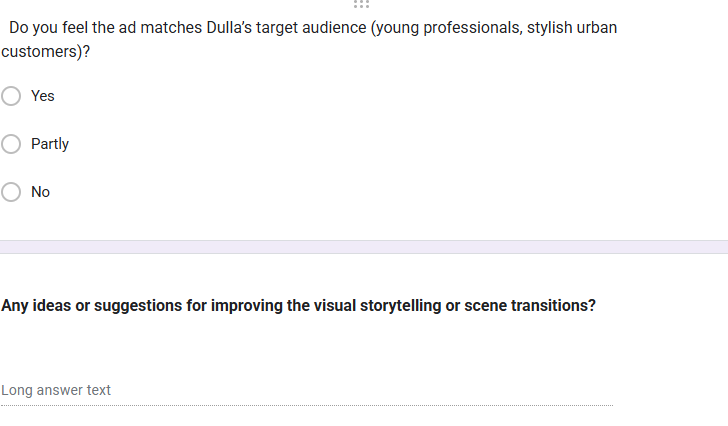 Do you feel the ad matches Dulla’s target audience (young professionals, stylish urban
customers)?
Yes
Partly
No
Any ideas or suggestions for improving the visual storytelling or scene transitions?
Long answer text